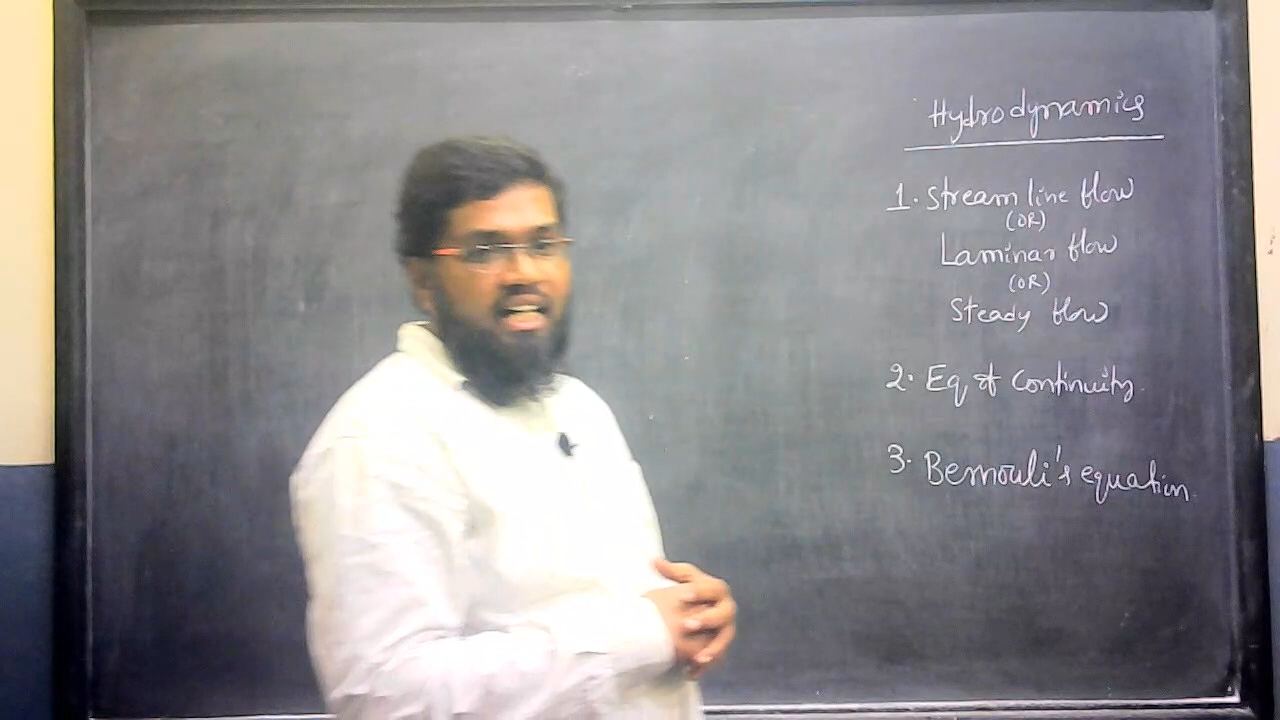 Hydrodynamics
1. Stream line flow
(OR)
Laminar flow
(OR)
Steady flow
2. Eq of continuity.
3. Bernouli's equation.